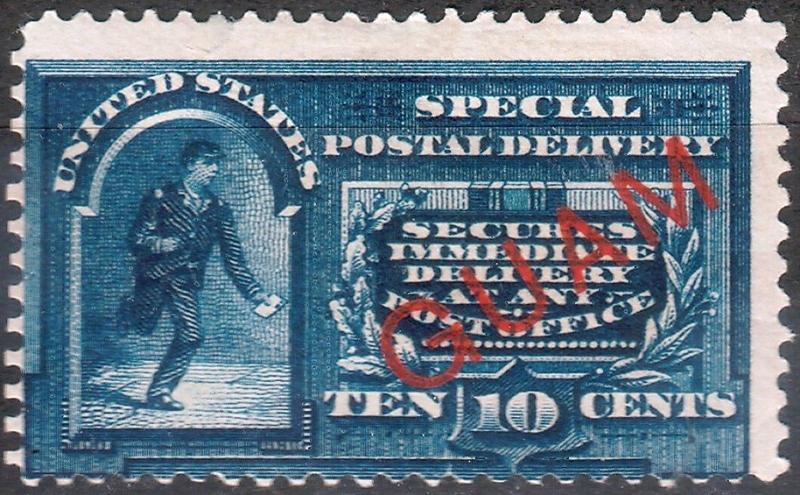 UNITED STATES
SPECIAL
POSTAL DELIVERY
SECURES
IMMEDIATE
DELIVERY
AT ANY
POST OFFICE
GUAM
TEN 10 CENTS